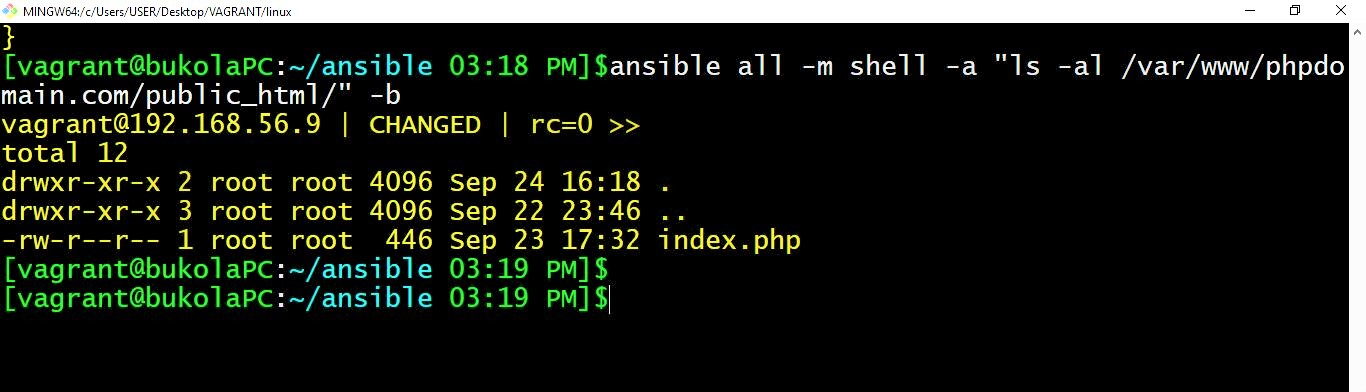 MINGW64:/c/Users/USER/Desktop/VAGRANT/linux
}
[vagrant@bukolaPC:~/ansible 03:18 PM]$ansible all -m shell -a "ls -al /var/www/phpdo
main.com/public_html/" -b
vagrant@192.168.56.9 | CHANGED | rc=0 >>
total 12
drwxr-xr-x 2 root root 4096 Sep 24 16:18 .
drwxr-xr-x 3 root root 4096 Sep 22 23:46 ..
-rw-r--r-- 1 root root  446 Sep 23 17:32 index.php
[vagrant@bukolaPC:~/ansible 03:19 PM]$
[vagrant@bukolaPC:~/ansible 03:19 PM]$